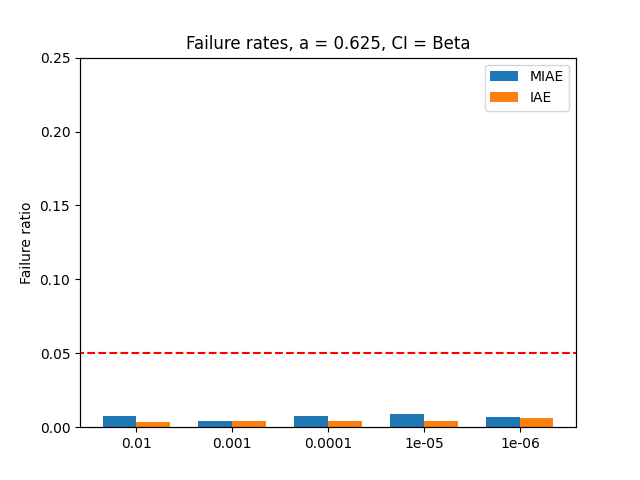 Failure rates, a = 0.625, CI = Beta
0.25
0.20
0.15
0.10
0.05
0.00
Failure ratio
MIAE
IAE
0.01 0.001 0.0001 1e-05 1e-06